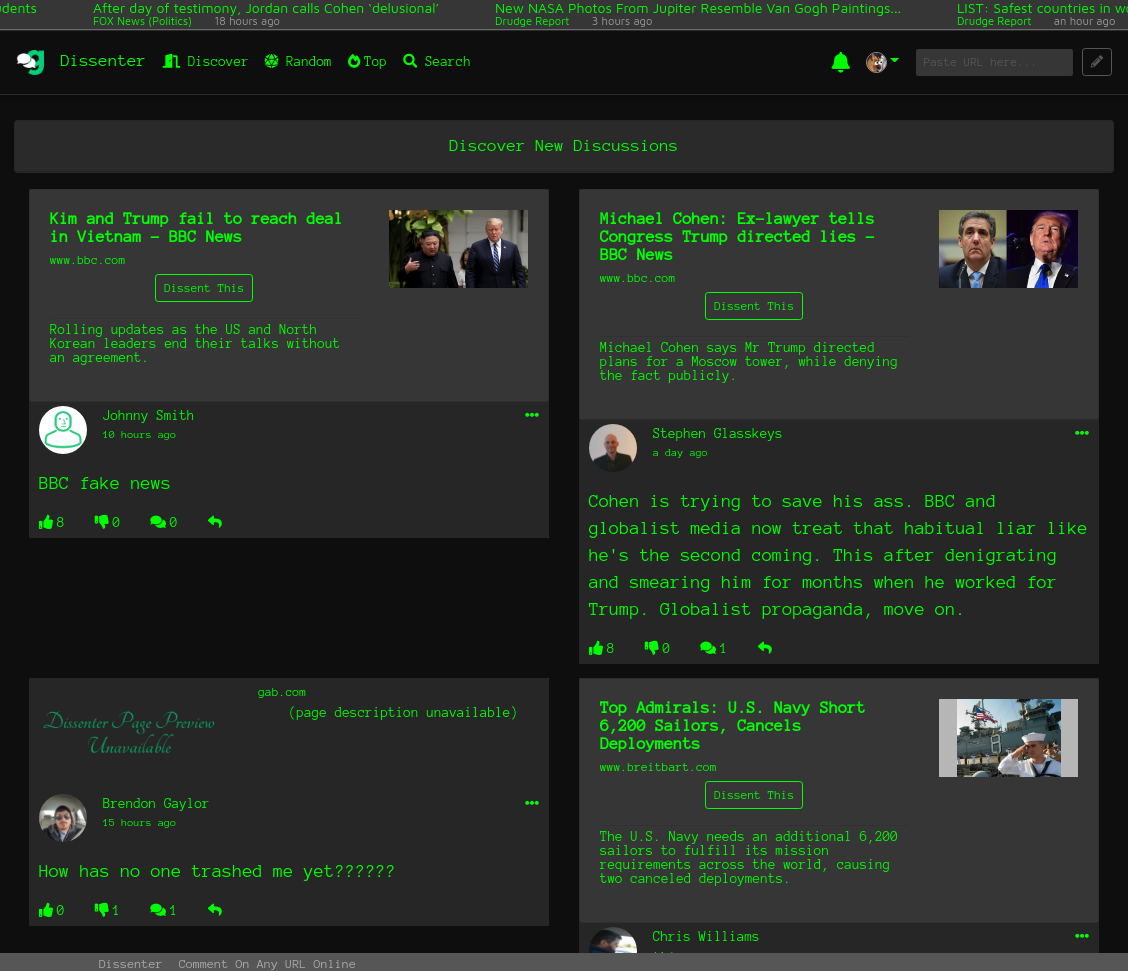 udents
After day of testimony, Jordan calls Cohen ‘delusional’
FOX News (Politics) 18 hours ago
New NASA Photos From Jupiter Resemble Van Gogh Paintings...
Drudge Report 3 hours ago
LIST: Safest countries in wo
Drudge Report an hour ago
Dissenter Discover Random Top Search
Paste URL here...
Discover New Discussions
Kim and Trump fail to reach deal
in Vietnam - BBC News
www.bbc.com
Dissent This
Rolling updates as the US and North
Korean leaders end their talks without
an agreement.
Johnny Smith
10 hours ago
BBC fake news
8 0 0
Michael Cohen: Ex-lawyer tells
Congress Trump directed lies -
BBC News
www.bbc.com
Dissent This
Michael Cohen says Mr Trump directed
plans for a Moscow tower, while denying
the fact publicly.
Stephen Glasskeys
a day ago
Cohen is trying to save his ass. BBC and
globalist media now treat that habitual liar like
he's the second coming. This after denigrating
and smearing him for months when he worked for
Trump. Globalist propaganda, move on.
8 0 1
Dissenter Page Preview
Unavailable
gab.com
(page description unavailable)
Brendon Gaylor
15 hours ago
How has no one trashed me yet??????
0 1 1
Top Admirals: U.S. Navy Short
6,200 Sailors, Cancels
Deployments
www.breitbart.com
Dissent This
The U.S. Navy needs an additional 6,200
sailors to fulfill its mission
requirements across the world, causing
two canceled deployments.
Chris Williams
Dissenter Comment On Any URL Online